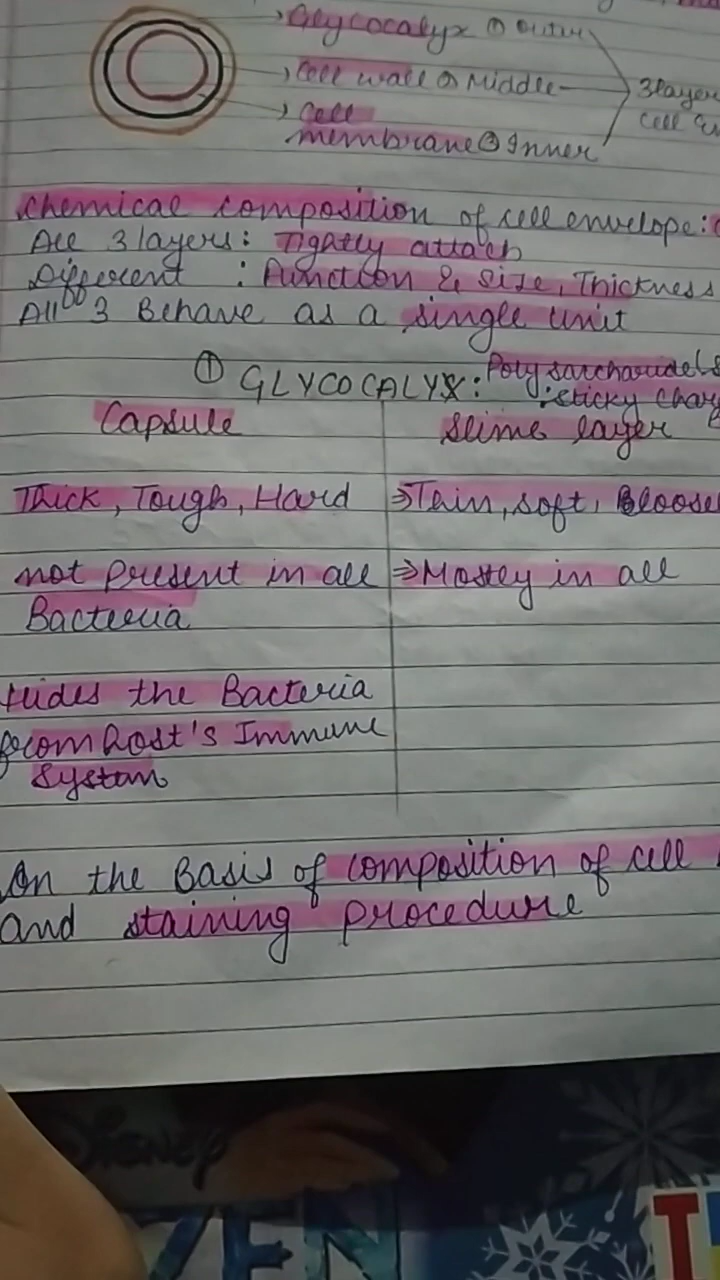 Glycocalyx ① outer
Cell wall ② Middle
3 layer
Cell
Cell
membrane ③ Inner
chemical composition of cell envelope:
All 3 layers: Tightly attach
Different : Function & Size, Thickness
All 3 Behave as a single unit
① GLYCOCALYX: Polysaccharide
: sticky
Capsule
slime layer
Thick, Tough, Hard
⇒ Thin, soft, loose
not present in all
⇒ Mostly in all
Bacteria
Hides the Bacteria
from host's Immune
System
On the Basis of composition of cell
and staining procedure
Disney
ZEN